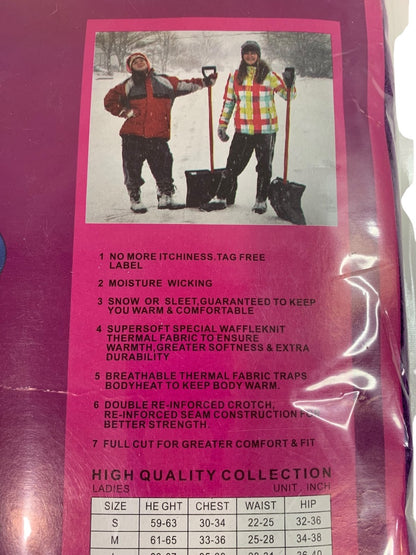 1 NO MORE ITCHINESS.TAG FREE
LABEL
2 MOISTURE WICKING
3 SNOW OR SLEET,GUARANTEED TO KEEP
YOU WARM & COMFORTABLE
4 SUPERSOFT SPECIAL WAFFLEKNIT
THERMAL FABRIC TO ENSURE
WARMTH,GREATER SOFTNESS & EXTRA
DURABILITY
5 BREATHABLE THERMAL FABRIC TRAPS
BODYHEAT TO KEEP BODY WARM.
6 DOUBLE RE-INFORCED CROTCH,
RE-INFORCED SEAM CONSTRUCTION FOR
BETTER STRENGTH.
7 FULL CUT FOR GREATER COMFORT & FIT
HIGH QUALITY COLLECTION
LADIES UNIT . INCH
SIZE HE GHT CHEST WAIST HIP
S 59-63 30-34 22-25 32-36
M 61-65 33-36 25-28 34-38